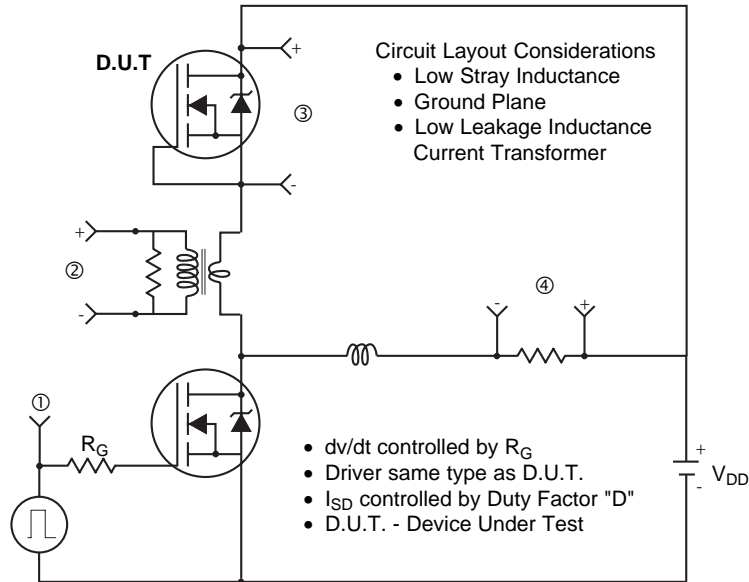 D.U.T
+
③
-
Circuit Layout Considerations
• Low Stray Inductance
• Ground Plane
• Low Leakage Inductance
Current Transformer
+
②
-
④
-
+
①
R_G
• dv/dt controlled by R_G
• Driver same type as D.U.T.
• I_SD controlled by Duty Factor "D"
• D.U.T. - Device Under Test
+
-
V_DD